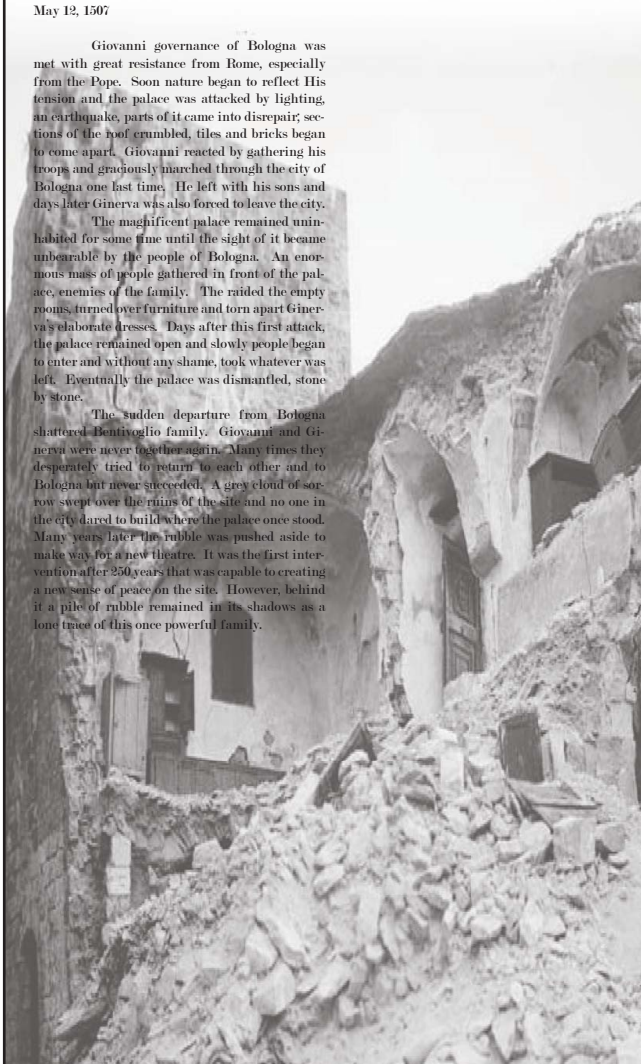 May 12, 1507
Giovanni governance of Bologna was
met with great resistance from Rome, especially
from the Pope. Soon nature began to reflect His
tension and the palace was attacked by lighting,
an earthquake, parts of it came into disrepair; sec-
tions of the roof crumbled, tiles and bricks began
to come apart. Giovanni reacted by gathering his
troops and graciously marched through the city of
Bologna one last time. He left with his sons and
days later Ginerva was also forced to leave the city.
The magnificent palace remained unin-
habited for some time until the sight of it became
unbearable by the people of Bologna. An enor-
mous mass of people gathered in front of the pal-
ace, enemies of the family. The raided the empty
rooms, turned over furniture and torn apart Giner-
va's elaborate dresses. Days after this first attack,
the palace remained open and slowly people began
to enter and without any shame, took whatever was
left. Eventually the palace was dismantled, stone
by stone.
The sudden departure from Bologna
shattered Bentivoglio family. Giovanni and Gi-
nerva were never together again. Many times they
desperately tried to return to each other and to
Bologna but never succeeded. A grey cloud of sor-
row swept over the ruins of the site and no one in
the city dared to build where the palace once stood.
Many years later the rubble was pushed aside to
make way for a new theatre. It was the first inter-
vention after 250 years that was capable to creating
a new sense of peace on the site. However, behind
it a pile of rubble remained in its shadows as a
lone trace of this once powerful family.